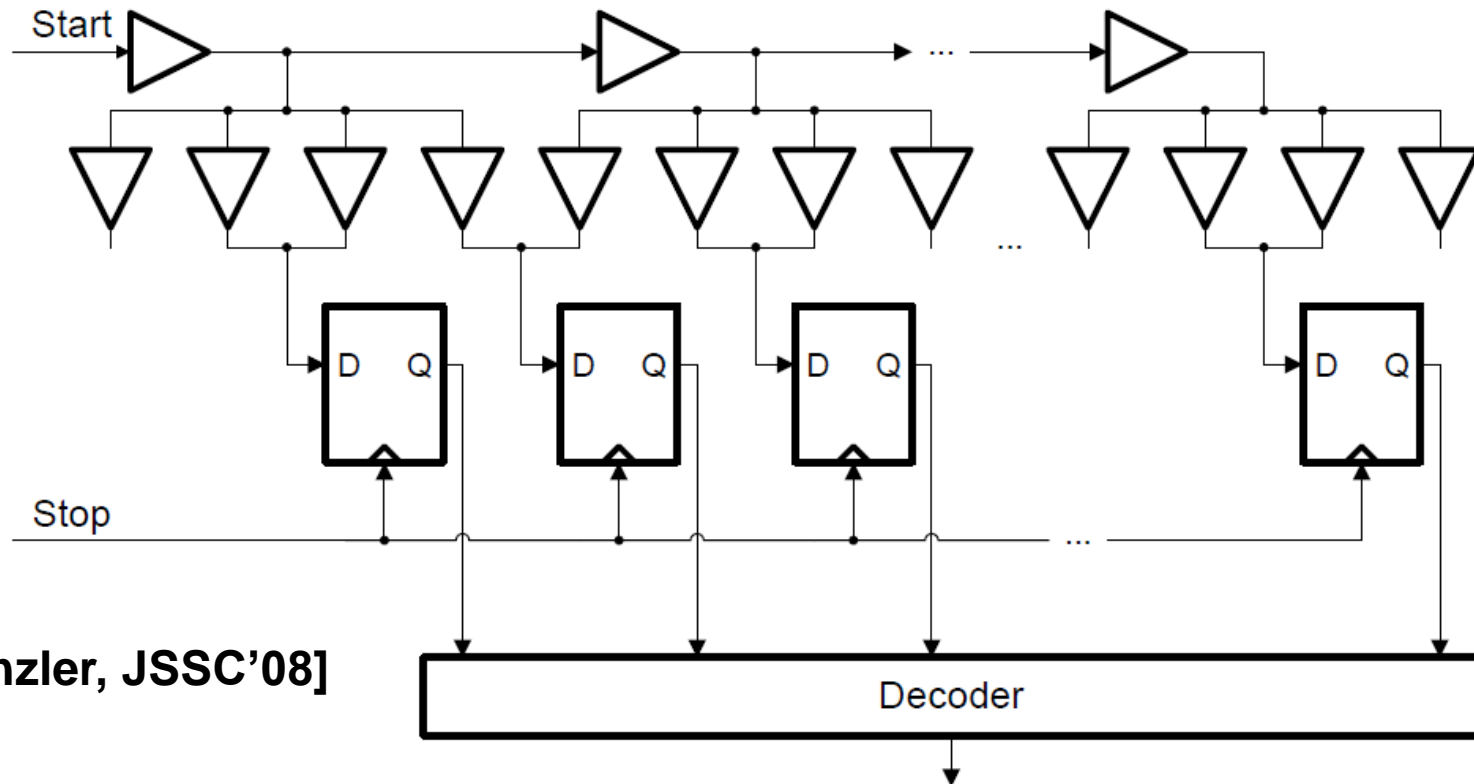 Start
...
...
D Q D Q D Q D Q
Stop
...
nzler, JSSC’08]
Decoder